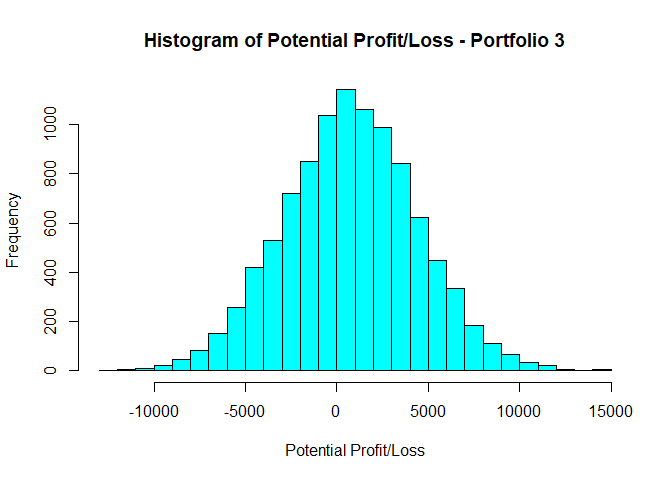 Histogram of Potential Profit/Loss - Portfolio 3
Frequency
1000
800
600
400
200
0
-10000 -5000 0 5000 10000 15000
Potential Profit/Loss